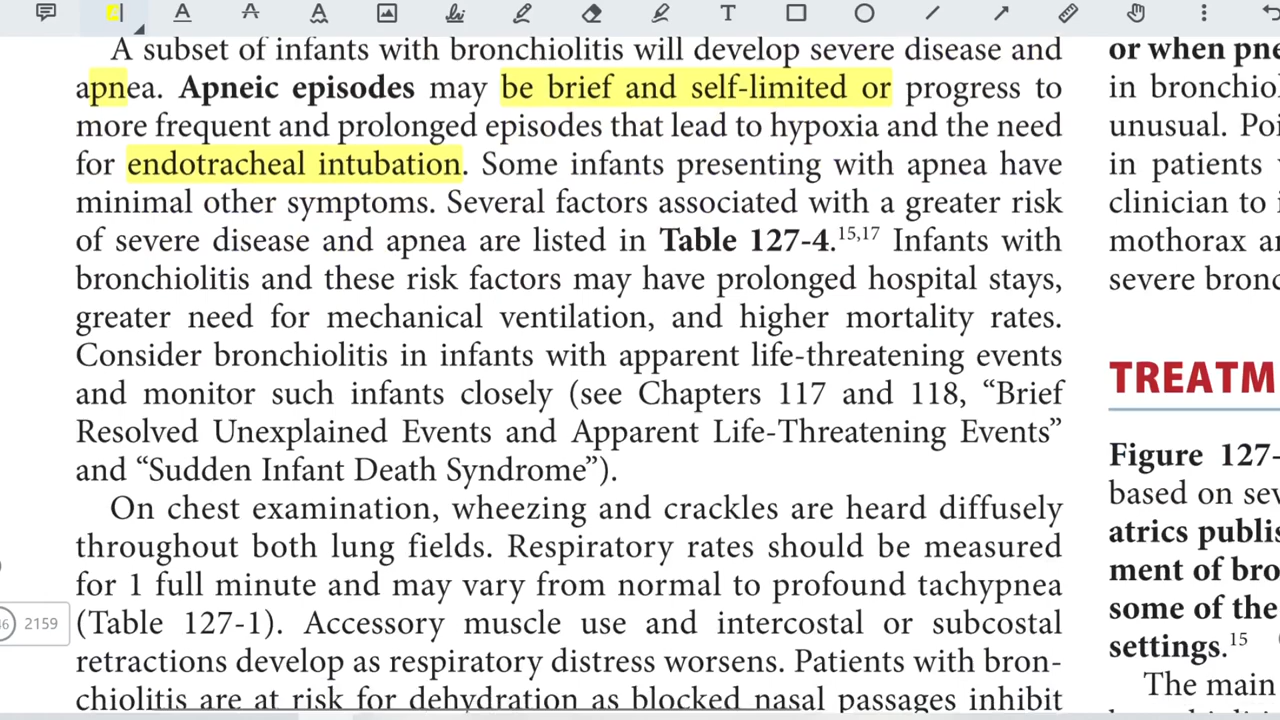 A subset of infants with bronchiolitis will develop severe disease and
apnea. Apneic episodes may be brief and self-limited or progress to
more frequent and prolonged episodes that lead to hypoxia and the need
for endotracheal intubation. Some infants presenting with apnea have
minimal other symptoms. Several factors associated with a greater risk
of severe disease and apnea are listed in Table 127-4.15,17 Infants with
bronchiolitis and these risk factors may have prolonged hospital stays,
greater need for mechanical ventilation, and higher mortality rates.
Consider bronchiolitis in infants with apparent life-threatening events
and monitor such infants closely (see Chapters 117 and 118, “Brief
Resolved Unexplained Events and Apparent Life-Threatening Events”
and “Sudden Infant Death Syndrome”).
On chest examination, wheezing and crackles are heard diffusely
throughout both lung fields. Respiratory rates should be measured
for 1 full minute and may vary from normal to profound tachypnea
(Table 127-1). Accessory muscle use and intercostal or subcostal
retractions develop as respiratory distress worsens. Patients with bron-
chiolitis are at risk for dehydration as blocked nasal passages inhibit
2159
or when pne
in bronchiol
unusual. Poi
in patients
clinician to
mothorax a
severe bronc
TREATM
Figure 127-
based on sev
atrics publis
ment of bro
some of the
settings.15
The main